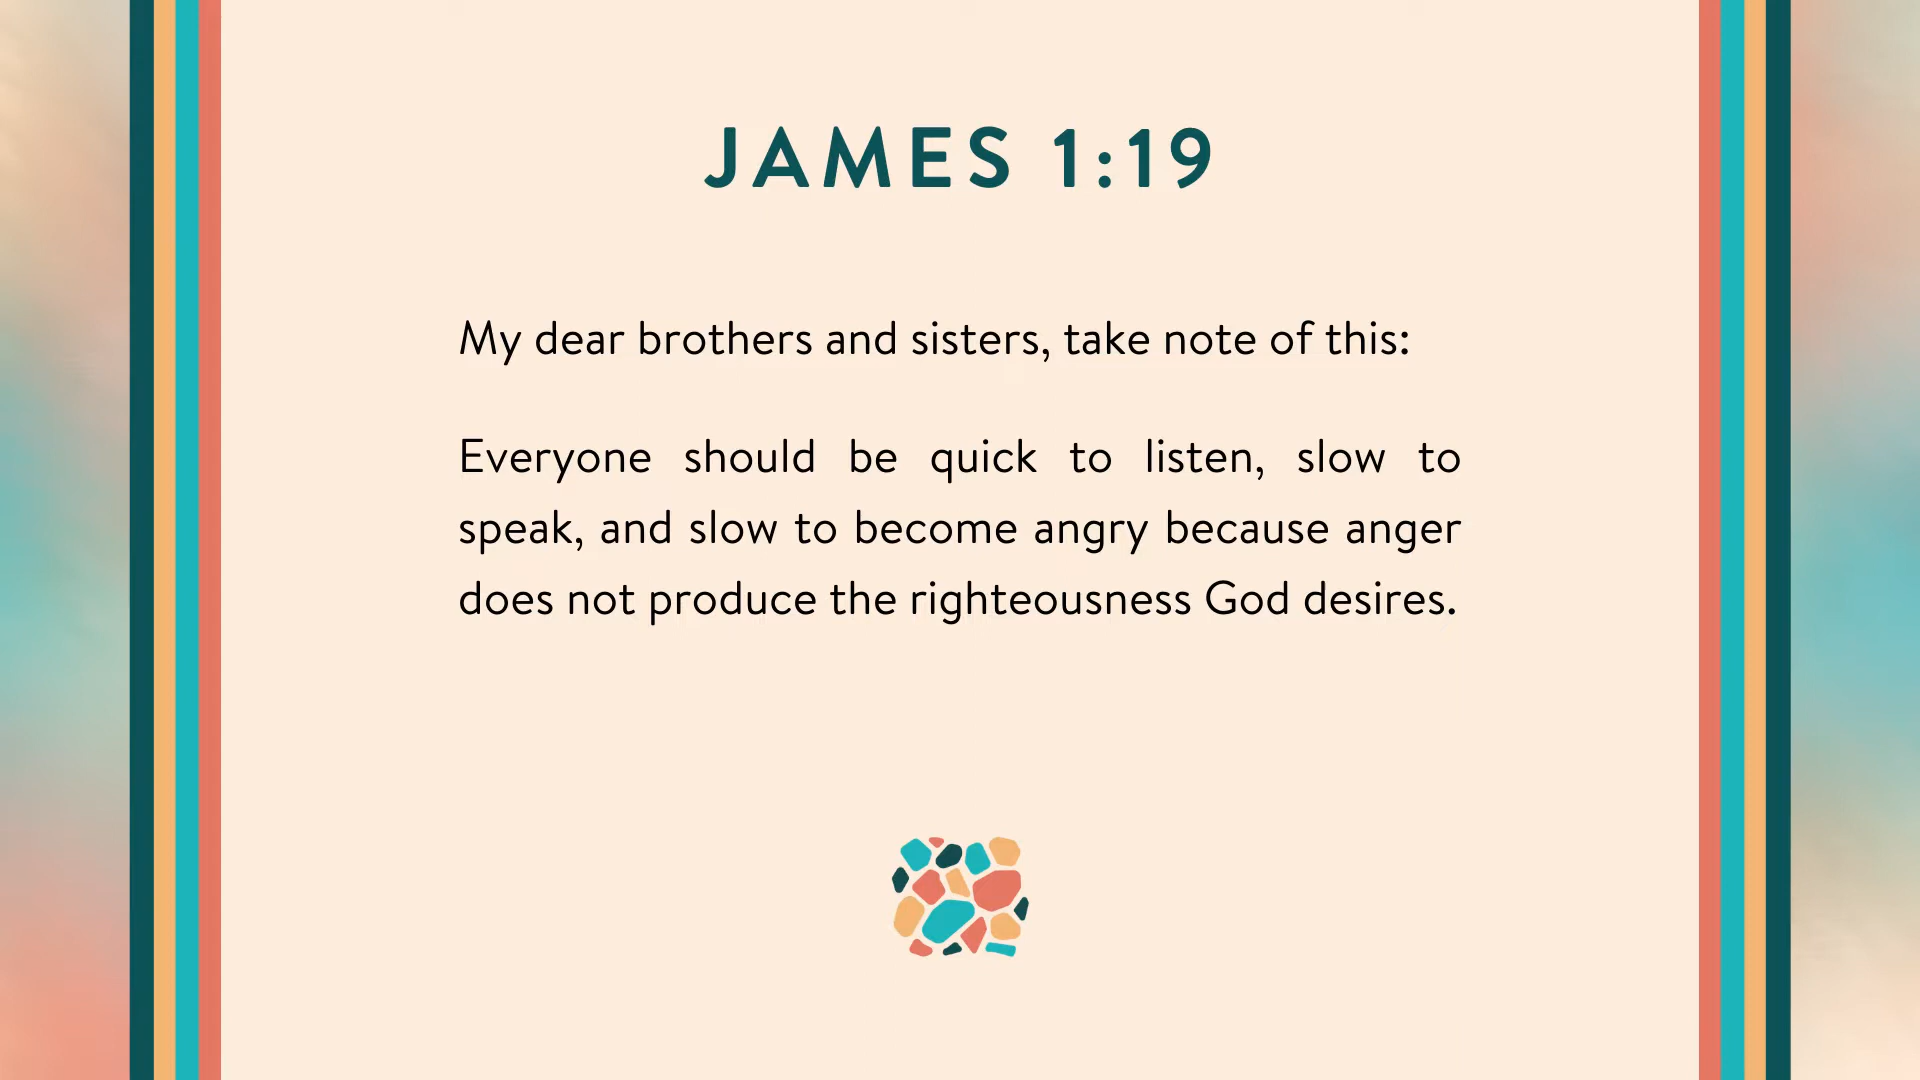 JAMES 1:19
My dear brothers and sisters, take note of this:
Everyone should be quick to listen, slow to
speak, and slow to become angry because anger
does not produce the righteousness God desires.